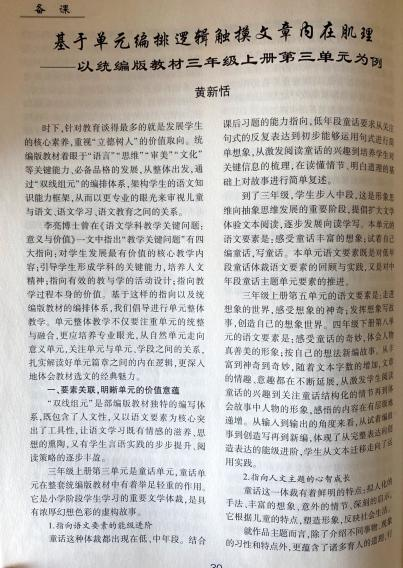 备 课
基于单元编排逻辑触摸文章内在肌理
——以统编版教材三年级上册第三单元为例
黄新恬
时下,针对教育谈得最多的就是发展学生
的核心素养,重视“立德树人”的价值取向。统
编版教材着眼于“语言”“思维”“审美”“文化”
等关键能力、必备品格的发展,从整体出发,通
过“双线组元”的编排体系,架构学生的语文知
识能力框架,从而以更专业的眼光来审视儿童
与语文、语文学习、语文教育之间的关系。
李亮博士曾在《语文学科教学关键问题:
意义与价值》一文中指出“教学关键问题”有四
大指向:对学生发展最有价值的核心教学内
容;引导学生形成学科的关键能力,培养人文
精神;指向有效的教与学的活动设计;指向教
学过程本身的价值。基于这样的指向以及统
编版教材的编排体系,我们倡导进行单元整体
教学。单元整体教学不仅要注重单元的统整
与融合,更应培养专业眼光,从自然单元走向
意义单元,关注单元与单元、学段之间的关系,
扎实解读好单元篇章之间的内在逻辑,更深入
地体会教材选文的经典魅力。
一、要素关联,明晰单元的价值意蕴
“双线组元”是部编版教材独特的编写体
系,既包含了人文性,又以语文要素为核心突
出了工具性,让语文学习既有情感的滋养、思
想的熏陶,又有学生言语实践的步步提升、阅
读策略的逐步丰放。
三年级上册第三单元是童话单元,童话单
元在整套统编版教材中有着举足轻重的作用。
它是小学阶段学生学习的重要文学体裁,是具
有浓厚幻想色彩的虚构故事。
1.指向语文要素的能级进阶
童话这种体裁都出现在低、中年段。结合
课后习题的能力指向,低年段童话要求从关注
句式的反复表达到初步能够运用句式进行简
单想象,从激发阅读童话的兴趣到培养学生对
关键信息的梳理,在读懂情节、明白道理的基
础上对故事进行简单复述。
到了三年级,学生步入中段,这是形象思
维向抽象思维发展的重要阶段,提倡扩大文学
体验文本阅读,逐步发展向读学写。本单元的
语文要素是:感受童话丰富的想象;试着自己
编童话,写童话。本单元语文要素既是对低年
段童话体裁语文要素的回顾与实践,又是对中
年段童话主题单元要素的推进。
三年级上册第五单元的语文要素是:走进
想象的世界,感受想象的神奇;发挥想象写故
事,创造自己的想象世界。四年级下册第八单
元的语文要素是:感受童话的奇妙,体会人物
真善美的形象;按自己的想法新编故事。从丰
富到神奇到奇妙,随着文本字数的增加,文章
的情趣、意趣都在不断延展,从激发学生阅读
童话的兴趣到关注童话结构化的情节再到体
会故事中人物的形象,感悟的内容在有层级地
递增。从输入到输出的角度来看,从试着编故
事到创造写再到新编,体现了从完整表达到创
造表达的能级进阶,学生从文本迁移走向了运
用实践。
2.指向人文主题的心智成长
童话这一体裁有着鲜明的特点:拟人化的
手法、丰富的想象、意外的情节、深刻的启示。
它根据儿童的特点,塑造形象,反映社会生活。
就作品主题而言,除了介绍不同事物、现象
的习性和特点外,更蕴含了诸多育人的道理,
30